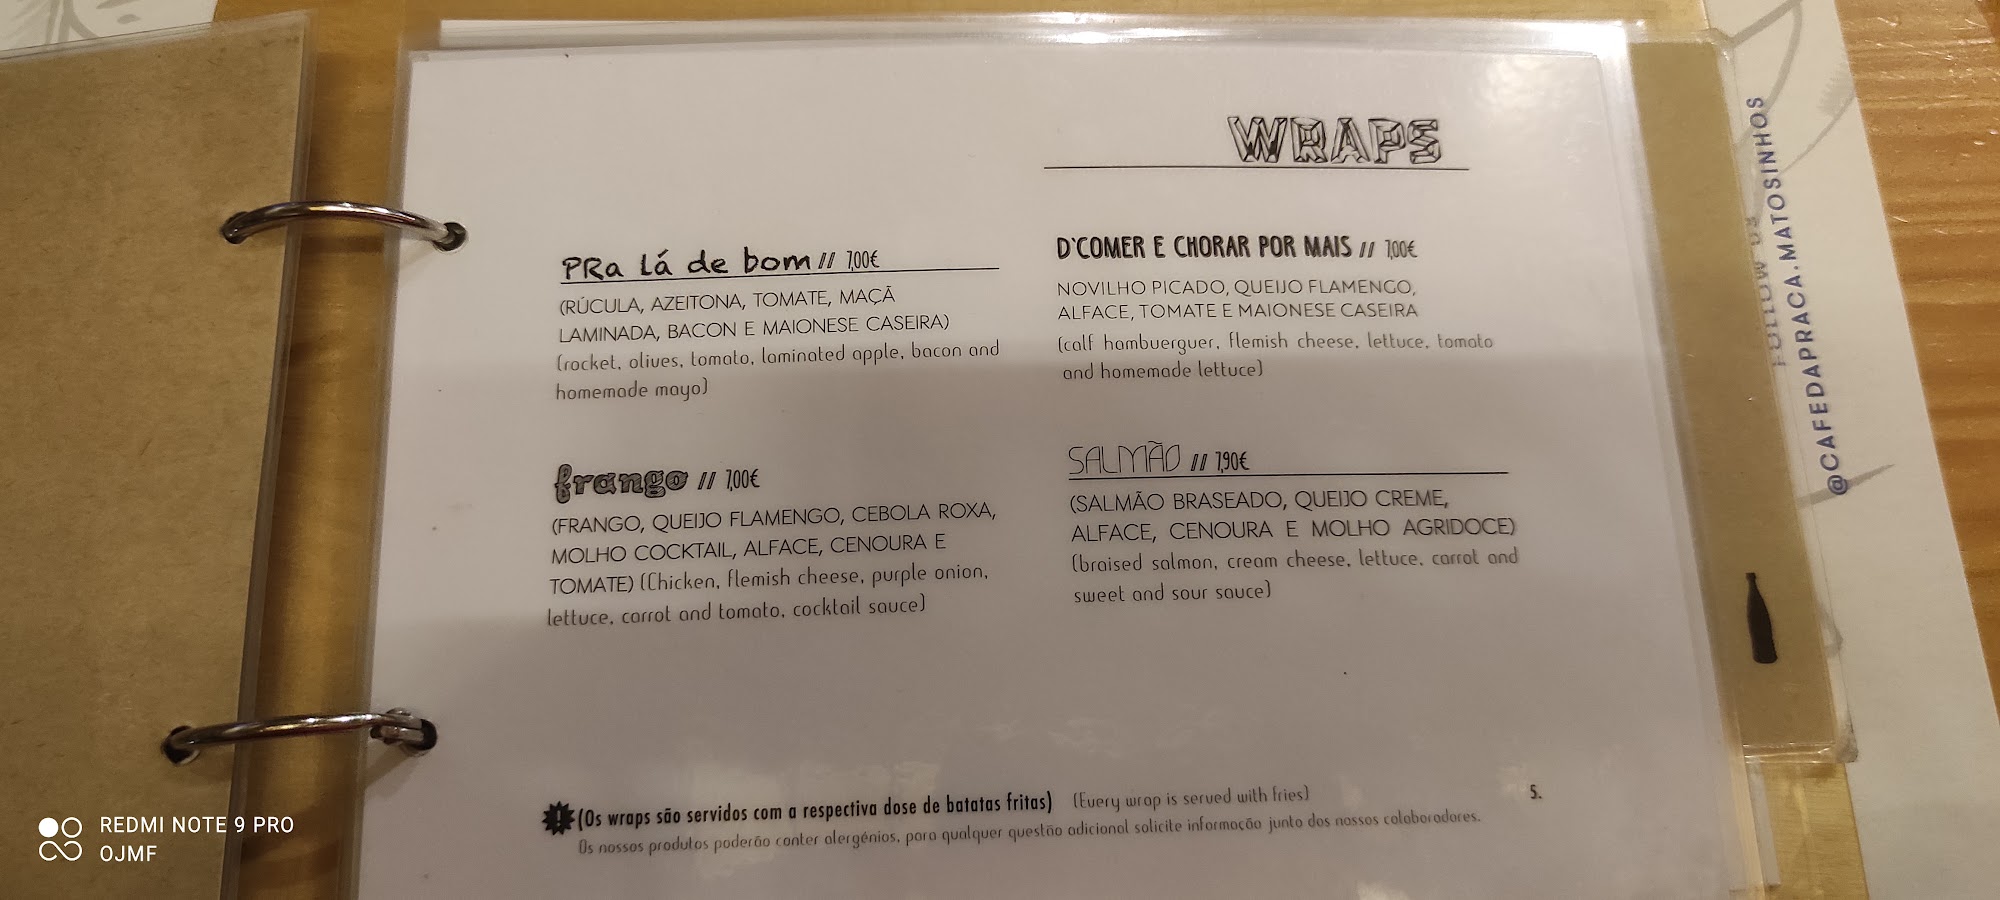 WRAPS
PRa lá de bom // 7,00€
(RÚCULA, AZEITONA, TOMATE, MAÇÃ
LAMINADA, BACON E MAIONESE CASEIRA)
(rocket, olives, tomato, laminated apple, bacon and
homemade mayo)
frango // 7,00€
(FRANGO, QUEIJO FLAMENGO, CEBOLA ROXA,
MOLHO COCKTAIL, ALFACE, CENOURA E
TOMATE) (Chicken, flemish cheese, purple onion,
lettuce, carrot and tomato, cocktail sauce)
D'COMER E CHORAR POR MAIS // 7,00€
NOVILHO PICADO, QUEIJO FLAMENGO,
ALFACE, TOMATE E MAIONESE CASEIRA
(calf hambuerguer, flemish cheese, lettuce, tomato
and homemade lettuce)
SALMÃO // 7,90€
(SALMÃO BRASEADO, QUEIJO CREME,
ALFACE, CENOURA E MOLHO AGRIDOCE)
(braised salmon, cream cheese, lettuce, carrot and
sweet and sour sauce)
! (Os wraps são servidos com a respectiva dose de batatas fritas) (Every wrap is served with fries)
Os nossos produtos poderão conter alergénios, para qualquer questão adicional solicite informação junto dos nossos colaboradores.
5.
FOLLOW US
@CAFEDAPRACA.MATOSINHOS
REDMI NOTE 9 PRO
OJMF